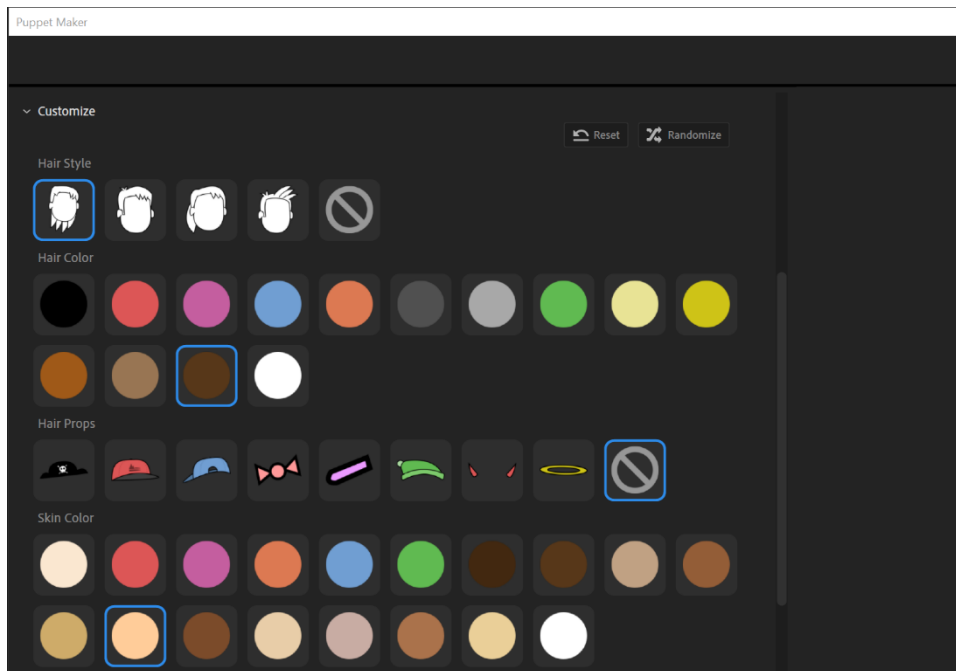 Puppet Maker
Customize
Reset
Randomize
Hair Style
Hair Color
Hair Props
Skin Color